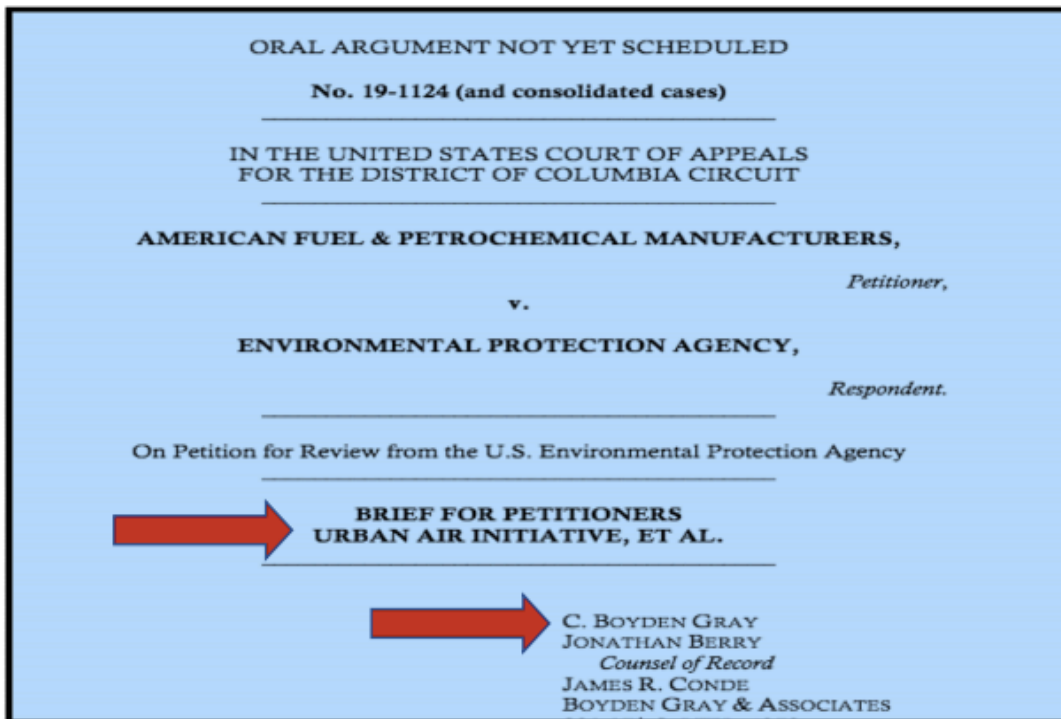 ORAL ARGUMENT NOT YET SCHEDULED
No. 19-1124 (and consolidated cases)
IN THE UNITED STATES COURT OF APPEALS
FOR THE DISTRICT OF COLUMBIA CIRCUIT
AMERICAN FUEL & PETROCHEMICAL MANUFACTURERS,
Petitioner,
v.
ENVIRONMENTAL PROTECTION AGENCY,
Respondent.
On Petition for Review from the U.S. Environmental Protection Agency
BRIEF FOR PETITIONERS
URBAN AIR INITIATIVE, ET AL.
C. BOYDEN GRAY
JONATHAN BERRY
Counsel of Record
JAMES R. CONDE
BOYDEN GRAY & ASSOCIATES